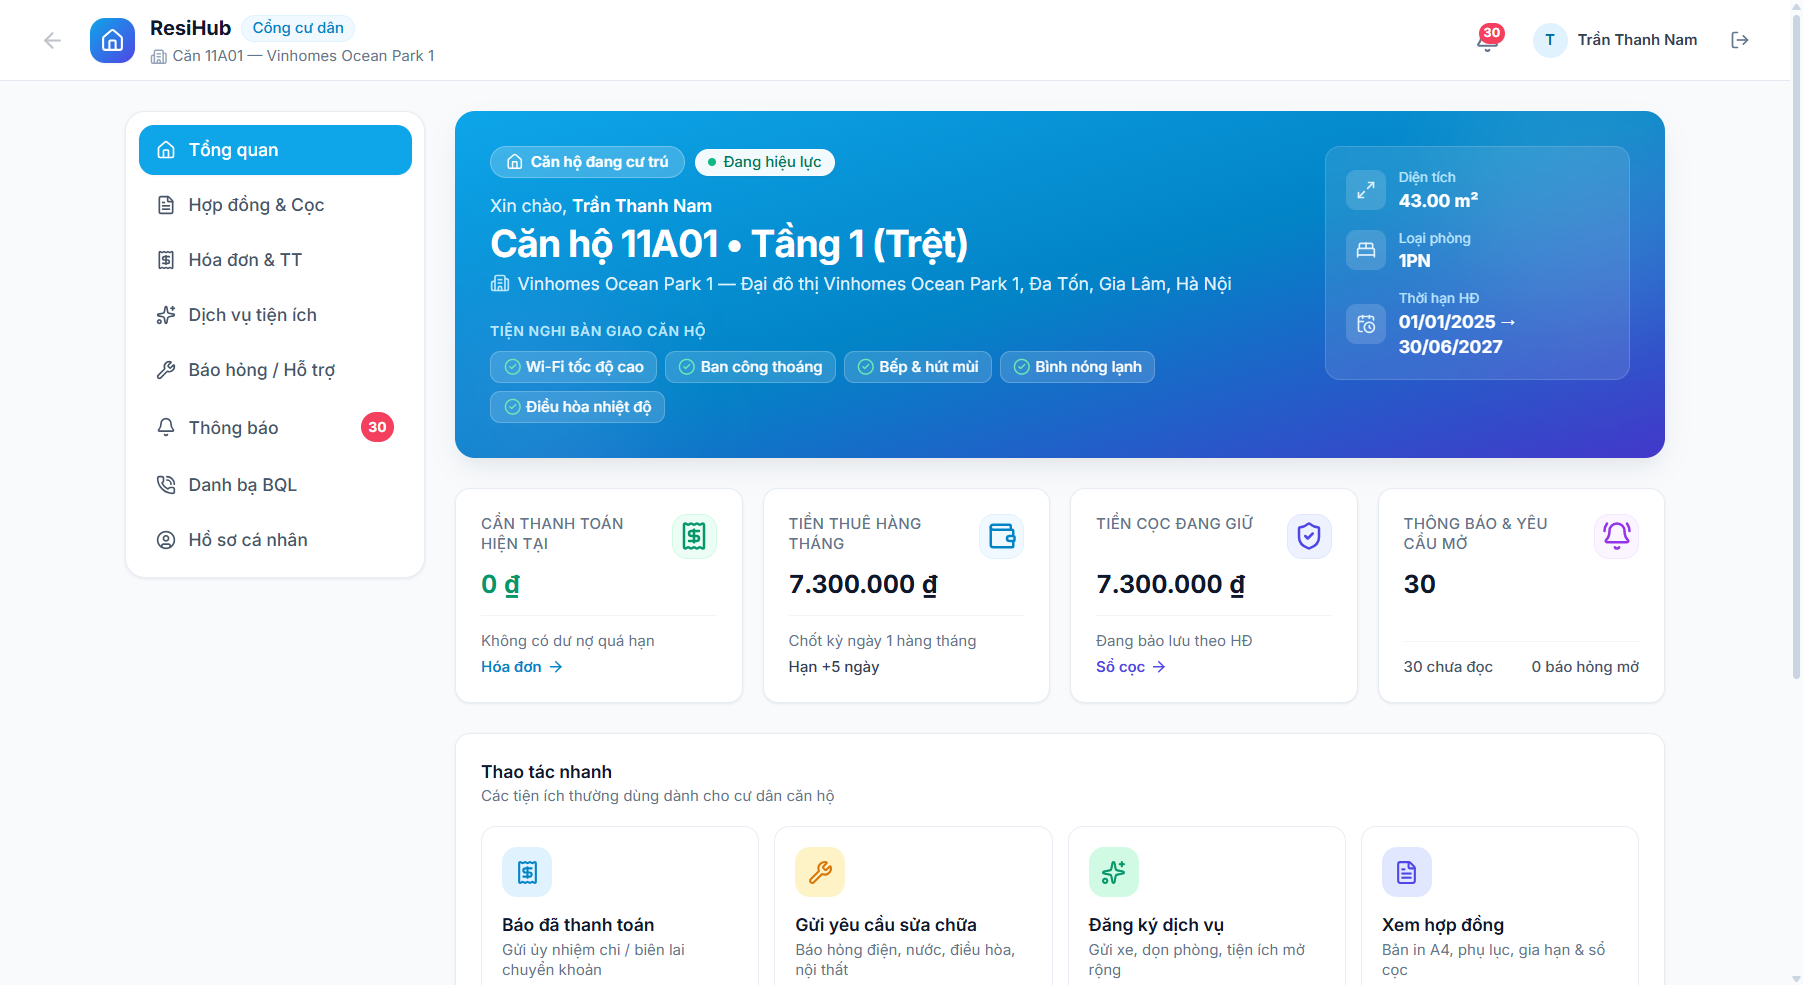 ResiHub Cổng cư dân
Căn 11A01 — Vinhomes Ocean Park 1
30
T Trần Thanh Nam
Tổng quan
Hợp đồng & Cọc
Hóa đơn & TT
Dịch vụ tiện ích
Báo hỏng / Hỗ trợ
Thông báo 30
Danh bạ BQL
Hồ sơ cá nhân
Căn hộ đang cư trú Đang hiệu lực
Xin chào, Trần Thanh Nam
Căn hộ 11A01 • Tầng 1 (Trệt)
Vinhomes Ocean Park 1 — Đại đô thị Vinhomes Ocean Park 1, Đa Tốn, Gia Lâm, Hà Nội
TIỆN NGHI BÀN GIAO CĂN HỘ
Wi-Fi tốc độ cao Ban công thoáng Bếp & hút mùi Bình nóng lạnh
Điều hòa nhiệt độ
Diện tích
43.00 m²
Loại phòng
1PN
Thời hạn HĐ
01/01/2025 →
30/06/2027
CẦN THANH TOÁN
HIỆN TẠI
0 ₫
Không có dư nợ quá hạn
Hóa đơn →
TIỀN THUÊ HÀNG
THÁNG
7.300.000 ₫
Chốt kỳ ngày 1 hàng tháng
Hạn +5 ngày
TIỀN CỌC ĐANG GIỮ
7.300.000 ₫
Đang bảo lưu theo HĐ
Sổ cọc →
THÔNG BÁO & YÊU
CẦU MỞ
30
30 chưa đọc 0 báo hỏng mở
Thao tác nhanh
Các tiện ích thường dùng dành cho cư dân căn hộ
Báo đã thanh toán
Gửi ủy nhiệm chi / biên lai
chuyển khoản
Gửi yêu cầu sửa chữa
Báo hỏng điện, nước, điều hòa,
nội thất
Đăng ký dịch vụ
Gửi xe, dọn phòng, tiện ích mở
rộng
Xem hợp đồng
Bản in A4, phụ lục, gia hạn & sổ
cọc